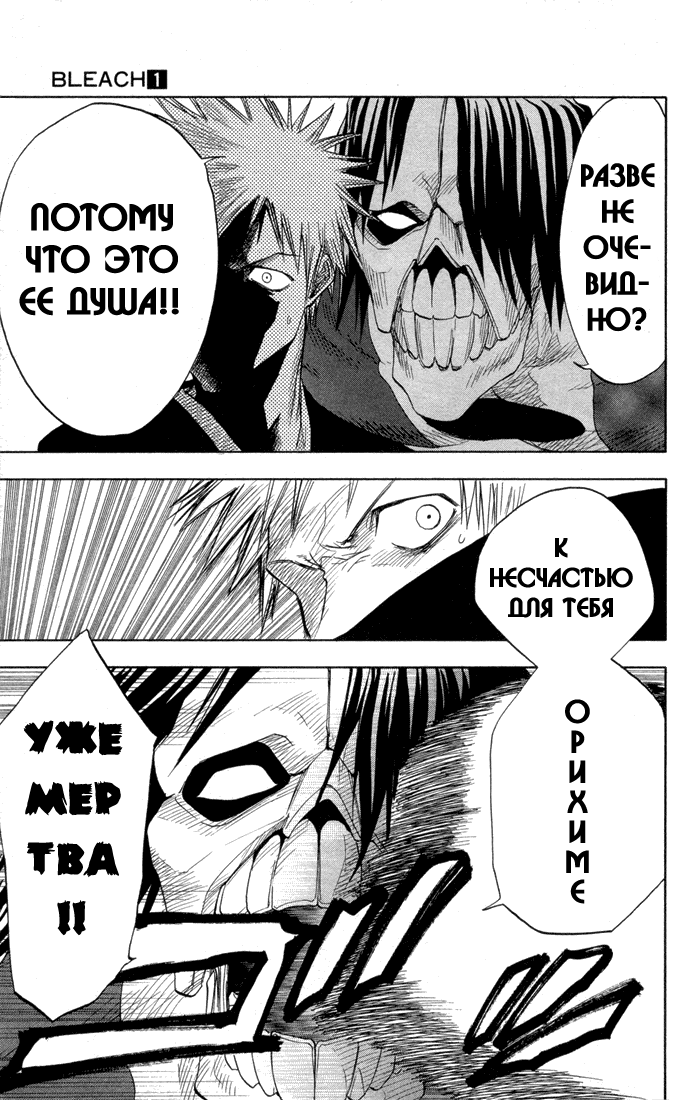 BLEACH 1
РАЗВЕ
НЕ
ОЧЕ-
ВИД-
НО?
ПОТОМУ
ЧТО ЭТО
ЕЕ ДУША!!
К
НЕСЧАСТЬЮ
ДЛЯ ТЕБЯ
О
Р
И
Х
И
М
Е
УЖЕ
МЕР
ТВА
!!